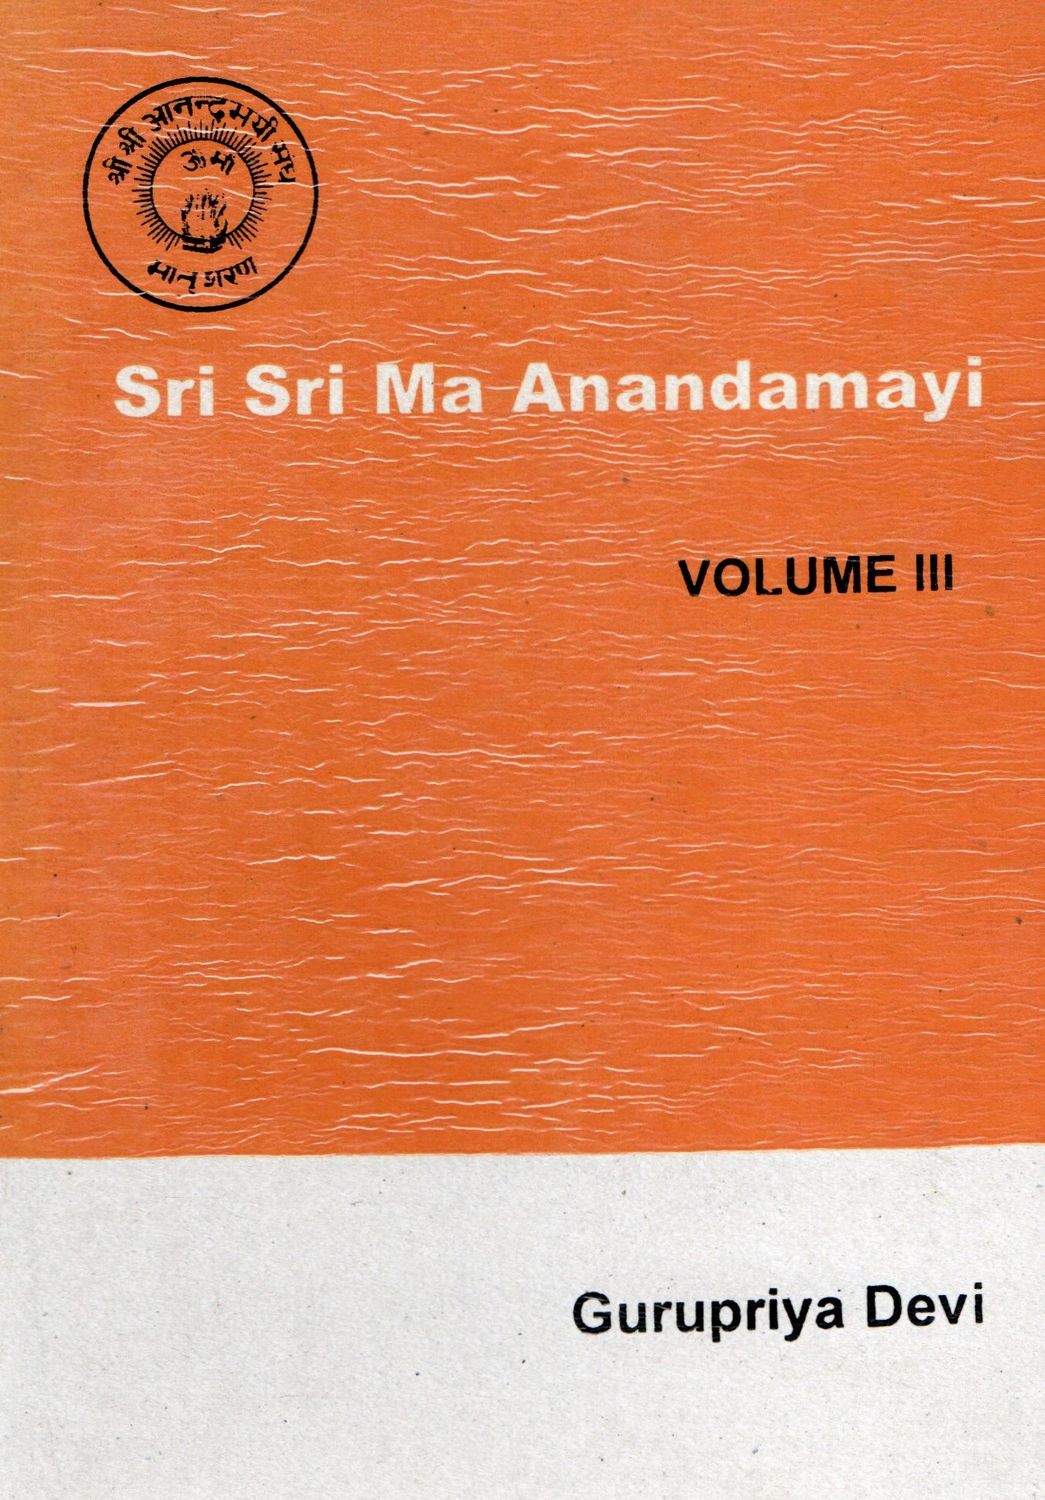 श्री श्री आनन्दमयी संघ
ॐ माँ
मातृ शरण
Sri Sri Ma Anandamayi
VOLUME III
Gurupriya Devi